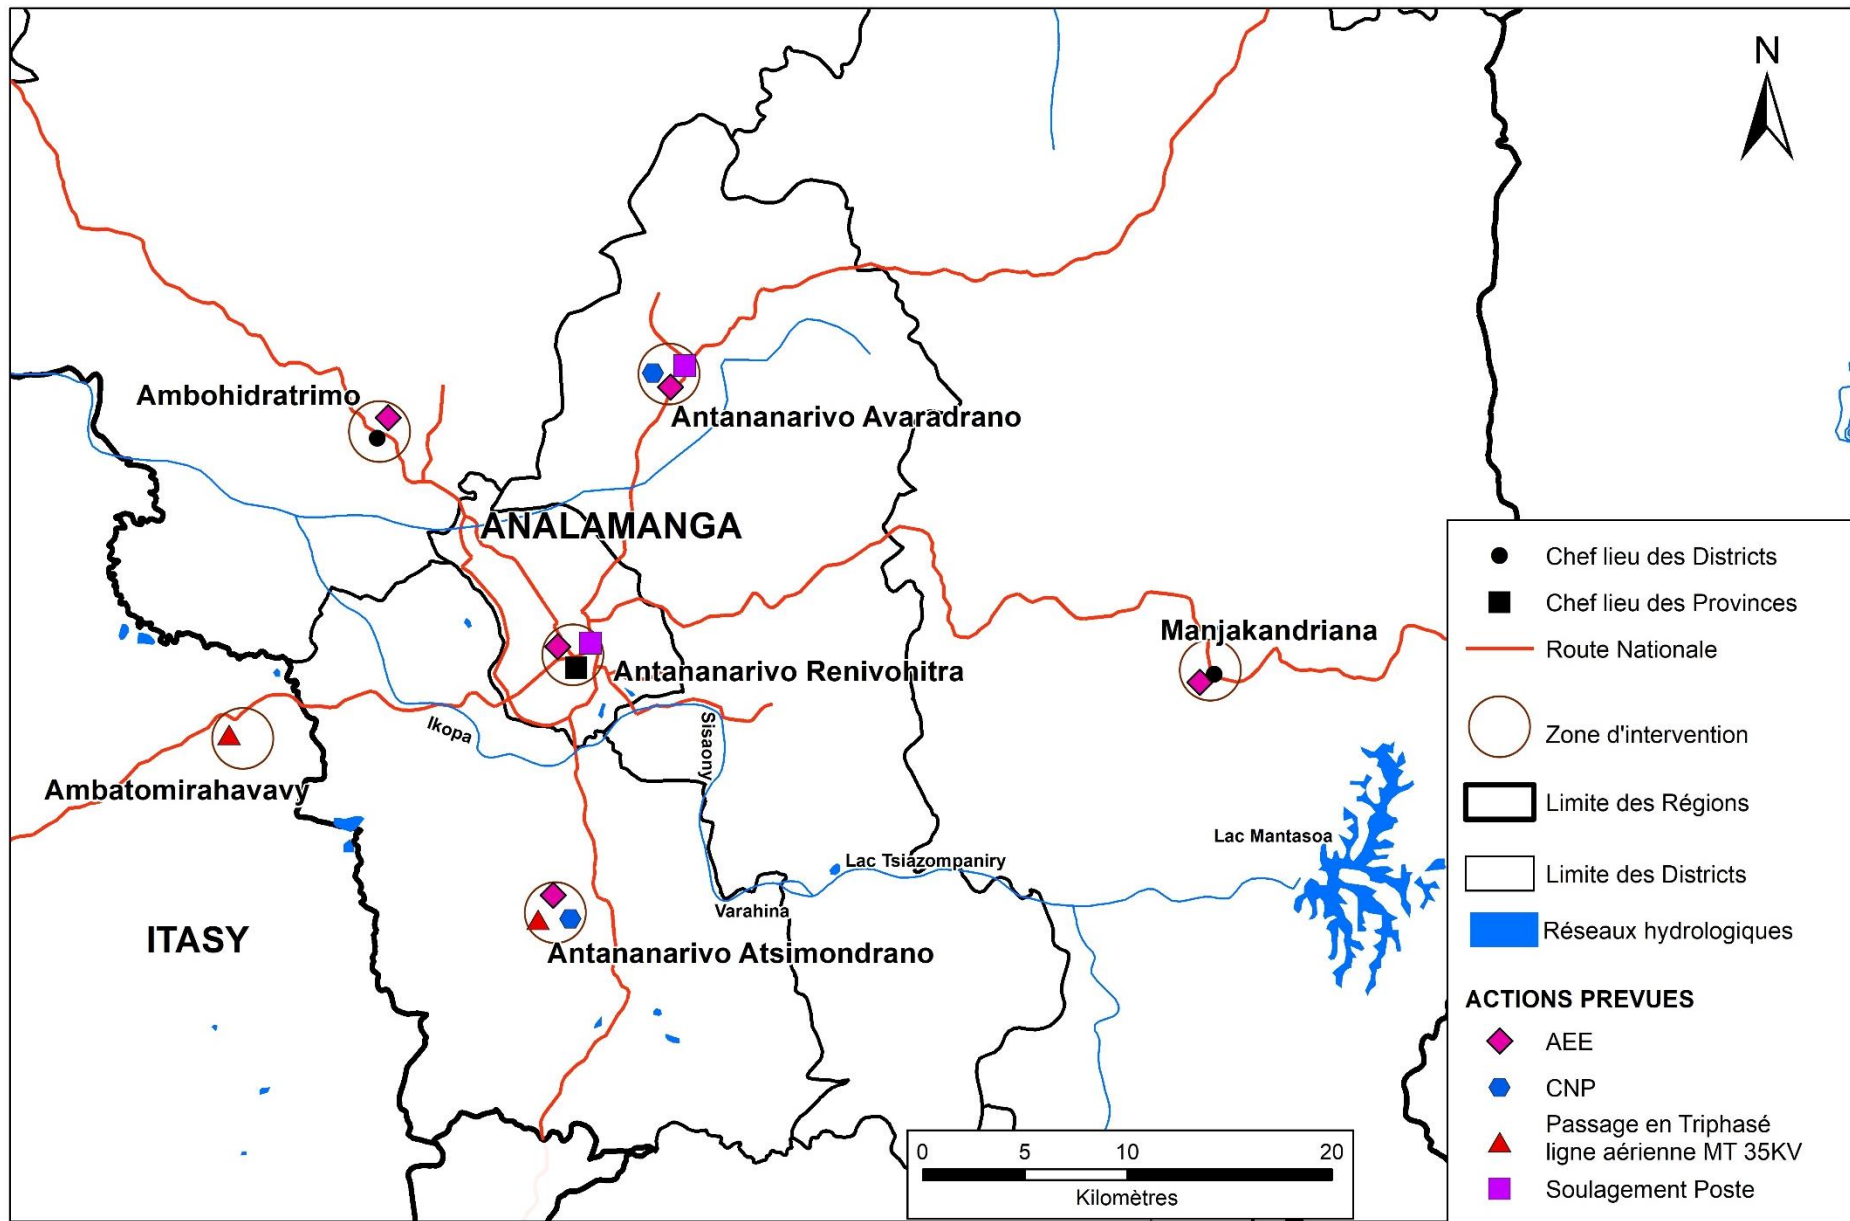 N
Ambohidratrimo
Antananarivo Avaradrano
ANALAMANGA
Manjakandriana
Antananarivo Renivohitra
Ikopa
Sisaony
Ambatomirahavavy
Lac Mantasoa
Lac Tsiazompaniry
Varahina
ITASY
Antananarivo Atsimondrano
Chef lieu des Districts
Chef lieu des Provinces
Route Nationale
Zone d'intervention
Limite des Régions
Limite des Districts
Réseaux hydrologiques
ACTIONS PREVUES
AEE
CNP
Passage en Triphasé
ligne aérienne MT 35KV
Soulagement Poste
0 5 10 20
Kilomètres